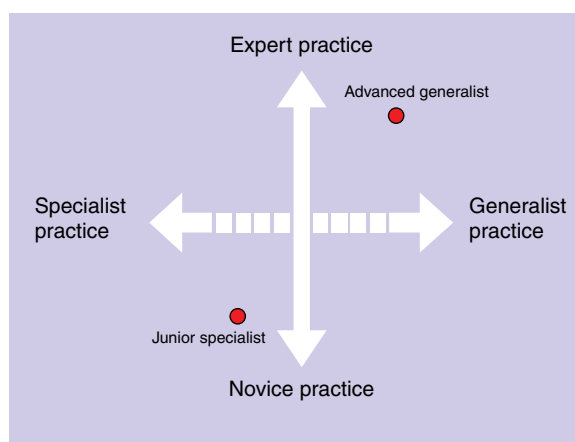 Expert practice
Advanced generalist
Specialist
practice
Generalist
practice
Junior specialist
Novice practice